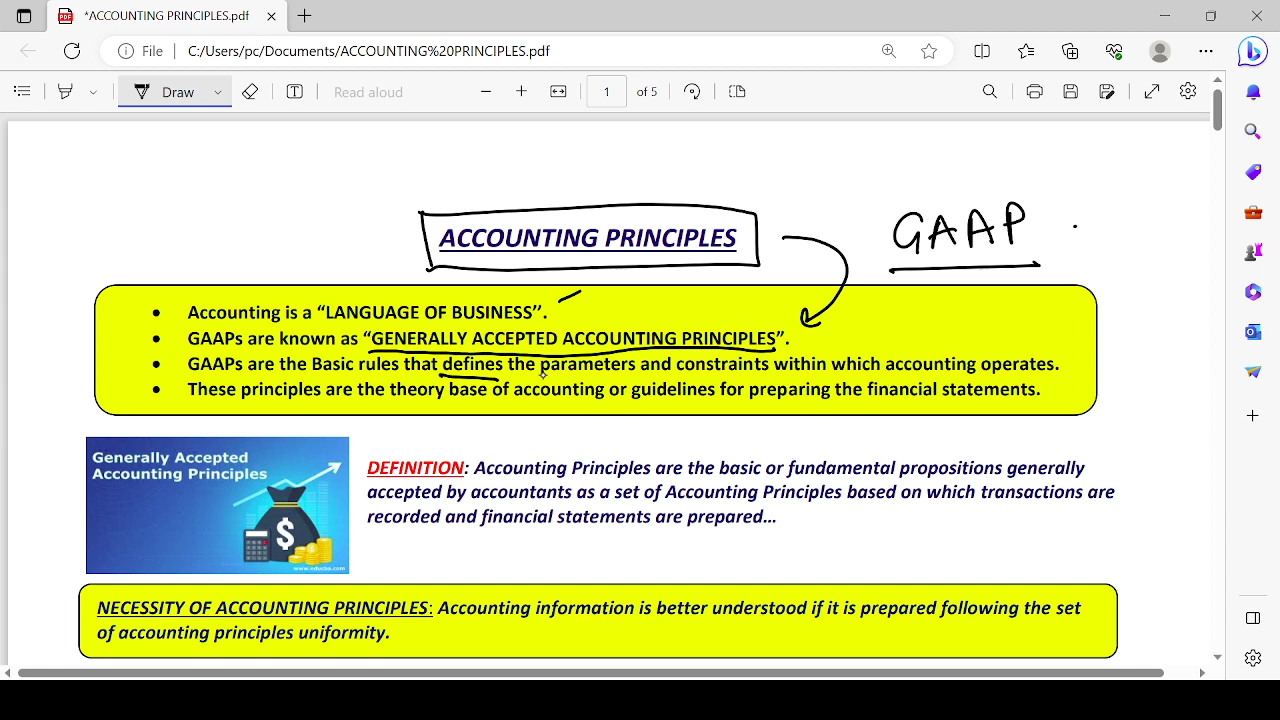 *ACCOUNTING PRINCIPLES.pdf
File C:/Users/pc/Documents/ACCOUNTING%20PRINCIPLES.pdf
Draw Read aloud 1 of 5
ACCOUNTING PRINCIPLES
GAAP
• Accounting is a “LANGUAGE OF BUSINESS”.
• GAAPs are known as “GENERALLY ACCEPTED ACCOUNTING PRINCIPLES”.
• GAAPs are the Basic rules that defines the parameters and constraints within which accounting operates.
• These principles are the theory base of accounting or guidelines for preparing the financial statements.
Generally Accepted
Accounting Principles
$
www.educba.com
DEFINITION: Accounting Principles are the basic or fundamental propositions generally
accepted by accountants as a set of Accounting Principles based on which transactions are
recorded and financial statements are prepared...
NECESSITY OF ACCOUNTING PRINCIPLES: Accounting information is better understood if it is prepared following the set
of accounting principles uniformity.